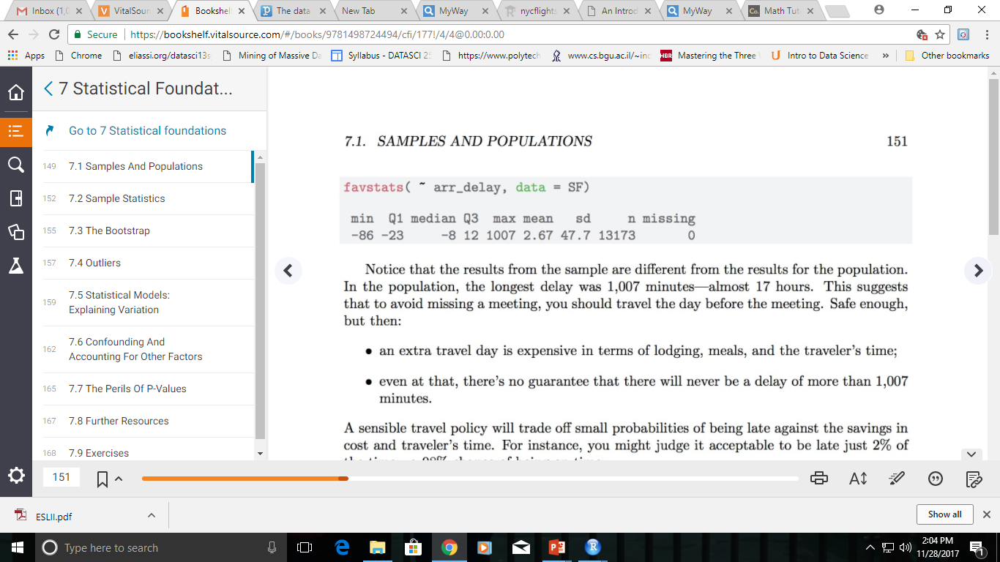 Inbox (1,0
VitalSour
Bookshel
The data
New Tab
MyWay
nycflights
An Introd
MyWay
Co. Math Tut
Secure https://bookshelf.vitalsource.com/#/books/9781498724494/cfi/177!/4/4@0.00:0.00
Apps Chrome eliassi.org/datasci13s Mining of Massive Da Syllabus - DATASCI 25 https://www.polytech www.cs.bgu.ac.il/~inc HBR Mastering the Three Intro to Data Science » Other bookmarks
7 Statistical Foundat...
Go to 7 Statistical foundations
149 7.1 Samples And Populations
152 7.2 Sample Statistics
155 7.3 The Bootstrap
157 7.4 Outliers
159 7.5 Statistical Models:
Explaining Variation
162 7.6 Confounding And
Accounting For Other Factors
165 7.7 The Perils Of P-Values
167 7.8 Further Resources
168 7.9 Exercises
7.1. SAMPLES AND POPULATIONS 151
favstats( ~ arr_delay, data = SF)
min Q1 median Q3 max mean sd n missing
-86 -23 -8 12 1007 2.67 47.7 13173 0
Notice that the results from the sample are different from the results for the population.
In the population, the longest delay was 1,007 minutes—almost 17 hours. This suggests
that to avoid missing a meeting, you should travel the day before the meeting. Safe enough,
but then:
• an extra travel day is expensive in terms of lodging, meals, and the traveler's time;
• even at that, there's no guarantee that there will never be a delay of more than 1,007
minutes.
A sensible travel policy will trade off small probabilities of being late against the savings in
cost and traveler's time. For instance, you might judge it acceptable to be late just 2% of
151
ESLII.pdf
Show all
Type here to search
2:04 PM
11/28/2017
1